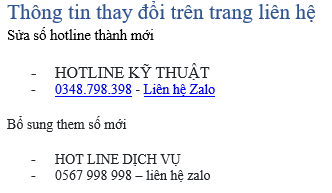 Thông tin thay đổi trên trang liên hệ
Sửa số hotline thành mới
- HOTLINE KỸ THUẬT
- 0348.798.398 - Liên hệ Zalo
Bổ sung them số mới
- HOT LINE DỊCH VỤ
- 0567 998 998 – liên hệ zalo